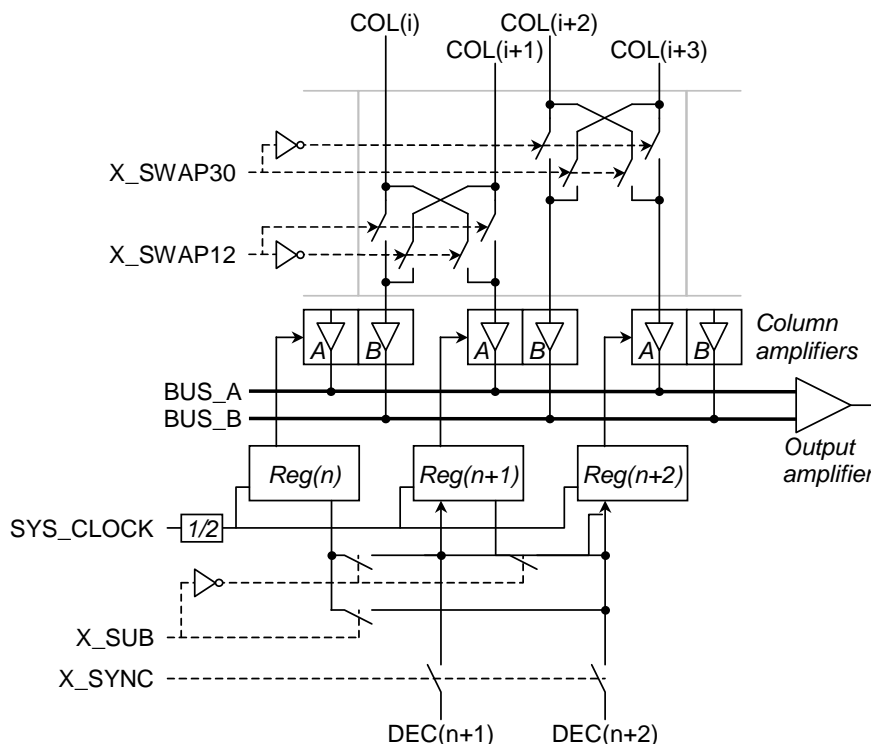 COL(i)
COL(i+1)
COL(i+2)
COL(i+3)
X_SWAP30
X_SWAP12
A
B
A
B
A
B
Column
amplifiers
BUS_A
BUS_B
Output
amplifier
Reg(n)
Reg(n+1)
Reg(n+2)
SYS_CLOCK
1/2
X_SUB
X_SYNC
DEC(n+1)
DEC(n+2)